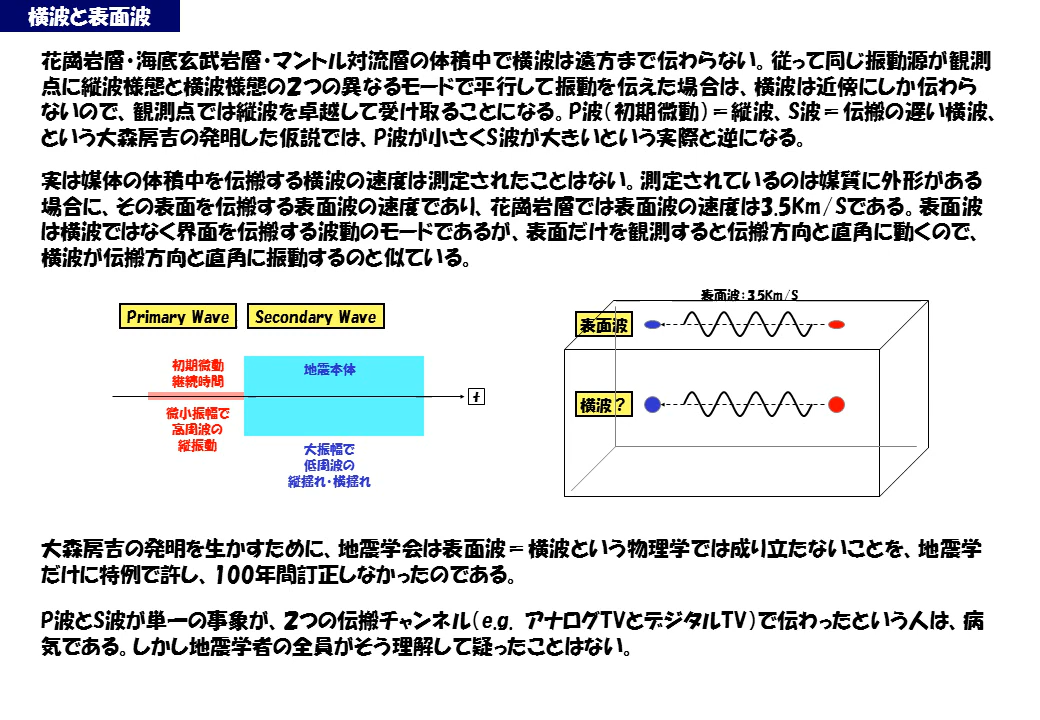 横波と表面波
花崗岩層・海底玄武岩層・マントル対流層の体積中で横波は遠方まで伝わらない。従って同じ振動源が観測
点に縦波様態と横波様態の2つの異なるモードで平行して振動を伝えた場合は、横波は近傍にしか伝わら
ないので、観測点では縦波を卓越して受け取ることになる。P波(初期微動)=縦波、S波=伝搬の遅い横波、
という大森房吉の発明した仮説では、P波が小さくS波が大きいという実際と逆になる。
実は媒体の体積中を伝搬する横波の速度は測定されたことはない。測定されているのは媒質に外形がある
場合に、その表面を伝搬する表面波の速度であり、花崗岩層では表面波の速度は3.5Km/Sである。表面波
は横波ではなく界面を伝搬する波動のモードであるが、表面だけを観測すると伝搬方向と直角に動くので、
横波が伝搬方向と直角に振動するのと似ている。
Primary Wave
Secondary Wave
初期微動
継続時間
地震本体
t
微小振幅で
高周波の
縦振動
大振幅で
低周波の
縦揺れ・横揺れ
表面波:3.5Km/S
表面波
横波?
大森房吉の発明を生かすために、地震学会は表面波=横波という物理学では成り立たないことを、地震学
だけに特例で許し、100年間訂正しなかったのである。
P波とS波が単一の事象が、2つの伝搬チャンネル(e.g. アナログTVとデジタルTV)で伝わったという人は、病
気である。しかし地震学者の全員がそう理解して疑ったことはない。